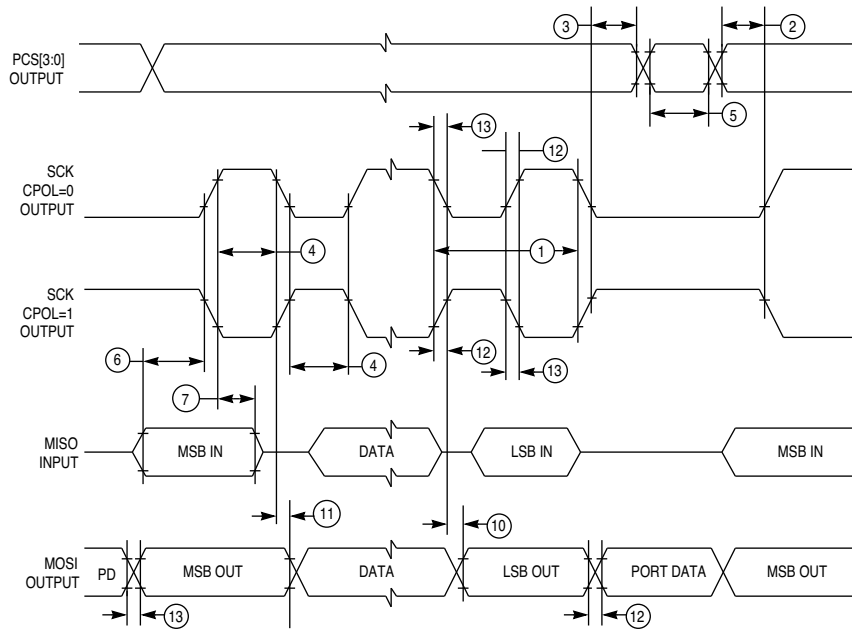 3
2
PCS[3:0]
OUTPUT
5
13
12
SCK
CPOL=0
OUTPUT
4
1
SCK
CPOL=1
OUTPUT
6
12
4
13
7
MISO
INPUT
MSB IN
DATA
LSB IN
MSB IN
11
10
MOSI
OUTPUT
PD
MSB OUT
DATA
LSB OUT
PORT DATA
MSB OUT
13
12